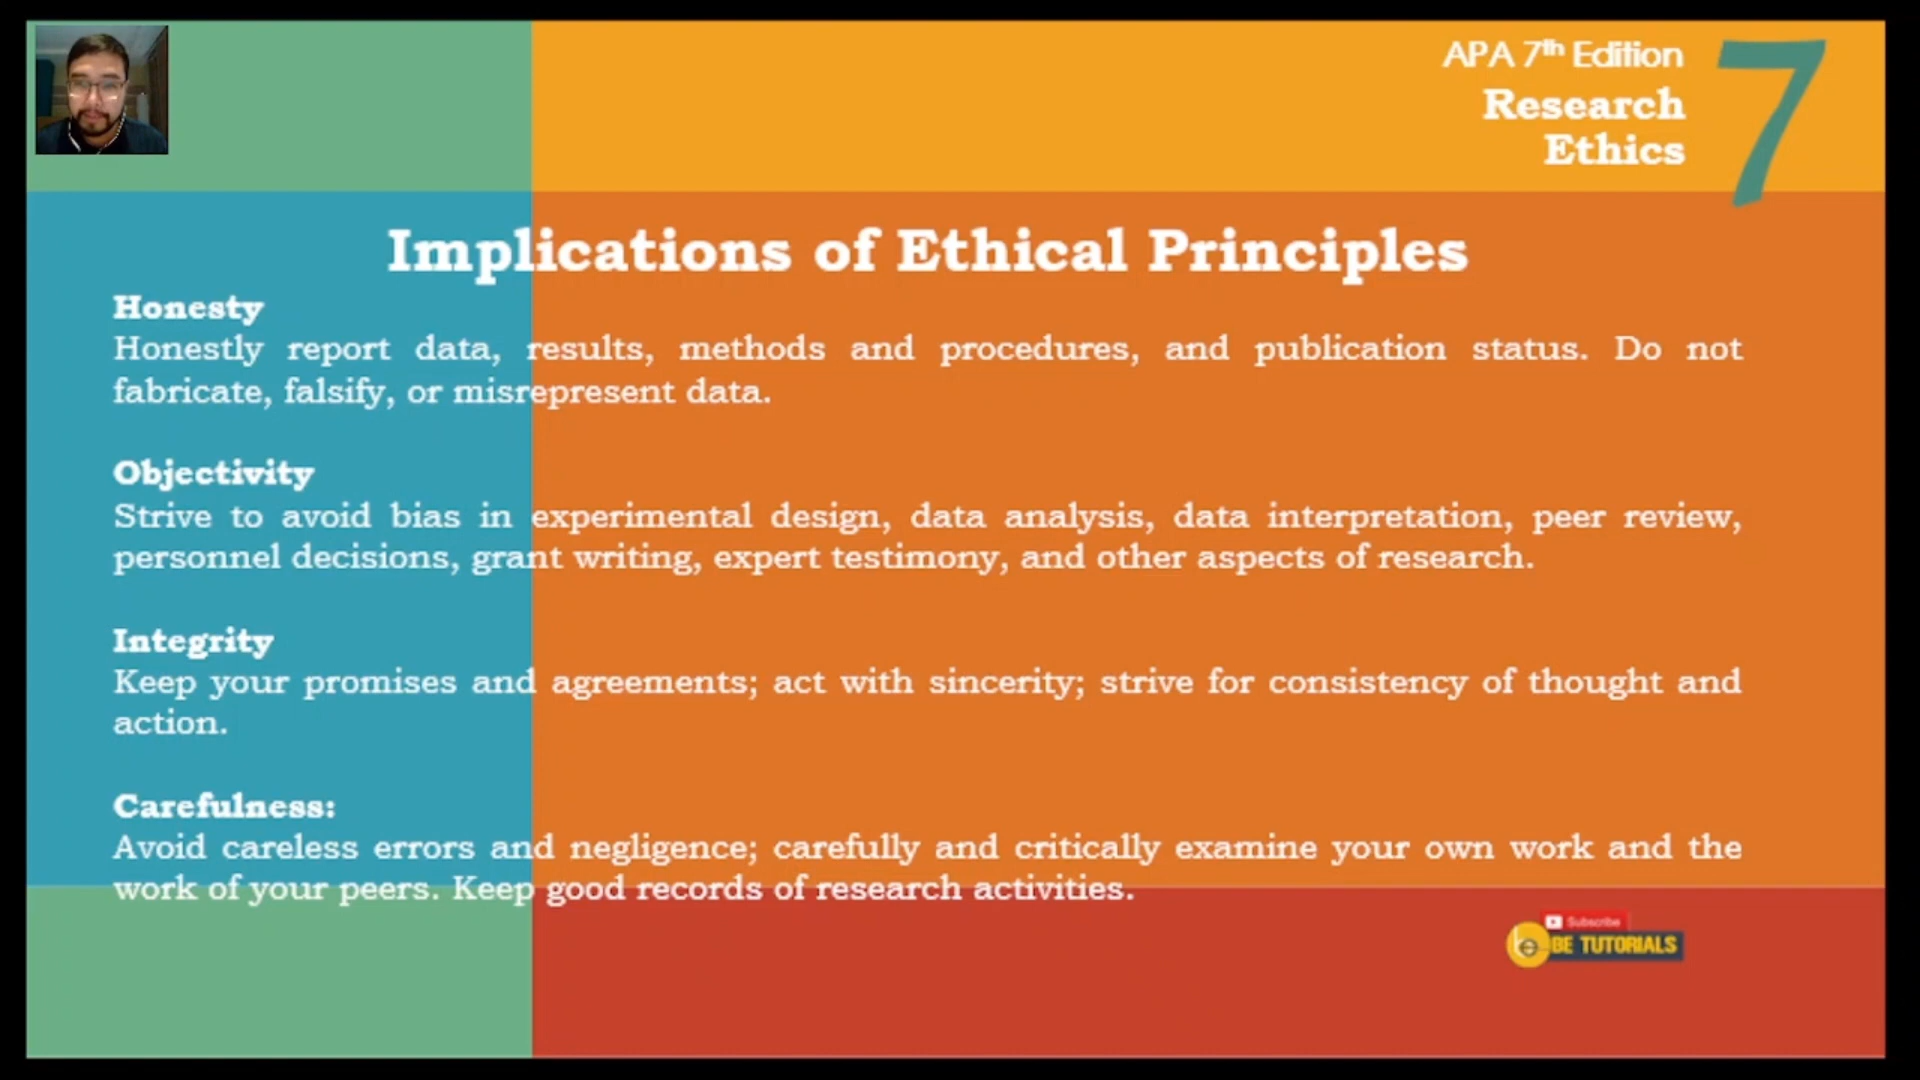 APA 7th Edition
Research
Ethics
7
Implications of Ethical Principles
Honesty
Honestly report data, results, methods and procedures, and publication status. Do not
fabricate, falsify, or misrepresent data.
Objectivity
Strive to avoid bias in experimental design, data analysis, data interpretation, peer review,
personnel decisions, grant writing, expert testimony, and other aspects of research.
Integrity
Keep your promises and agreements; act with sincerity; strive for consistency of thought and
action.
Carefulness:
Avoid careless errors and negligence; carefully and critically examine your own work and the
work of your peers. Keep good records of research activities.
Subscribe
BE TUTORIALS